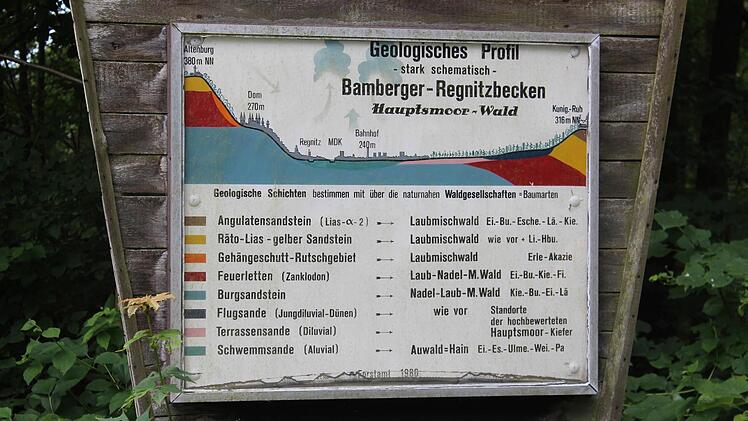 Geologisches Profil
- stark schematisch -
Bamberger-Regnitzbecken
Hauptsmoor-Wald
Altenburg
380 m NN
Dom
270 m
Regnitz MDK
Bahnhof
240 m
Kunig.-Ruh
316 m NN
Geologische Schichten bestimmen mit über die naturnahen Waldgesellschaften = Baumarten
Angulatensandstein (Lias-α-2) Laubmischwald Ei.-Bu.-Esche.-Lä.-Kie.
Räto-Lias - gelber Sandstein Laubmischwald wie vor + Li.-Hbu.
Gehängeschutt-Rutschgebief Laubmischwald Erle-Akazie
Feuerletten (Zanklodon) Laub-Nadel-M.Wald Ei.-Bu.-Kie.-Fi.
Burgsandstein Nadel-Laub-M.Wald Kie.-Bu.-Ei.-Lä
Flugsande (Jungdiluvial-Dünen) wie vor Standorte
der hochbewerteten
Terrassensande (Diluvial) Hauptsmoor-Kiefer
Schwemmsande (Aluvial) Auwald=Hain Ei.-Es.-Ulme.-Wei.-Pa
Forstamt 1980